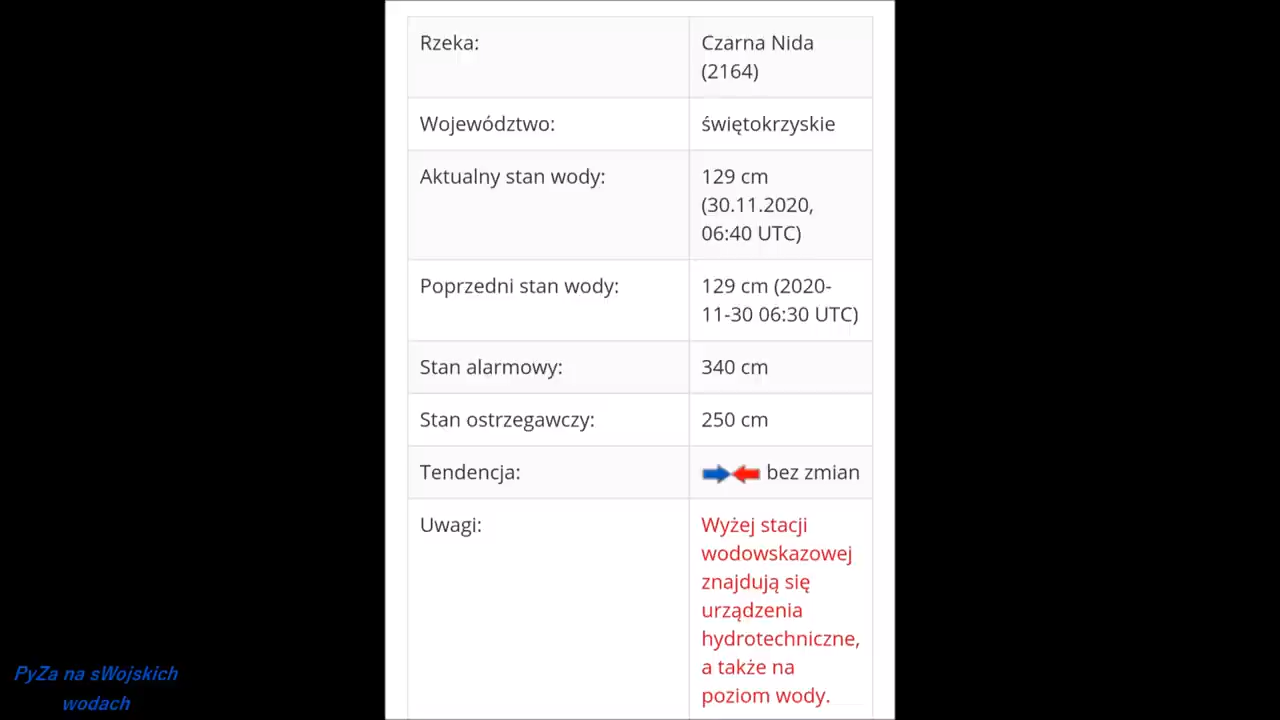 Rzeka:
Czarna Nida
(2164)
Województwo:
świętokrzyskie
Aktualny stan wody:
129 cm
(30.11.2020,
06:40 UTC)
Poprzedni stan wody:
129 cm (2020-
11-30 06:30 UTC)
Stan alarmowy:
340 cm
Stan ostrzegawczy:
250 cm
Tendencja:
bez zmian
Uwagi:
Wyżej stacji
wodowskazowej
znajdują się
urządzenia
hydrotechniczne,
a także na
poziom wody.
PyZa na sWojskich
wodach